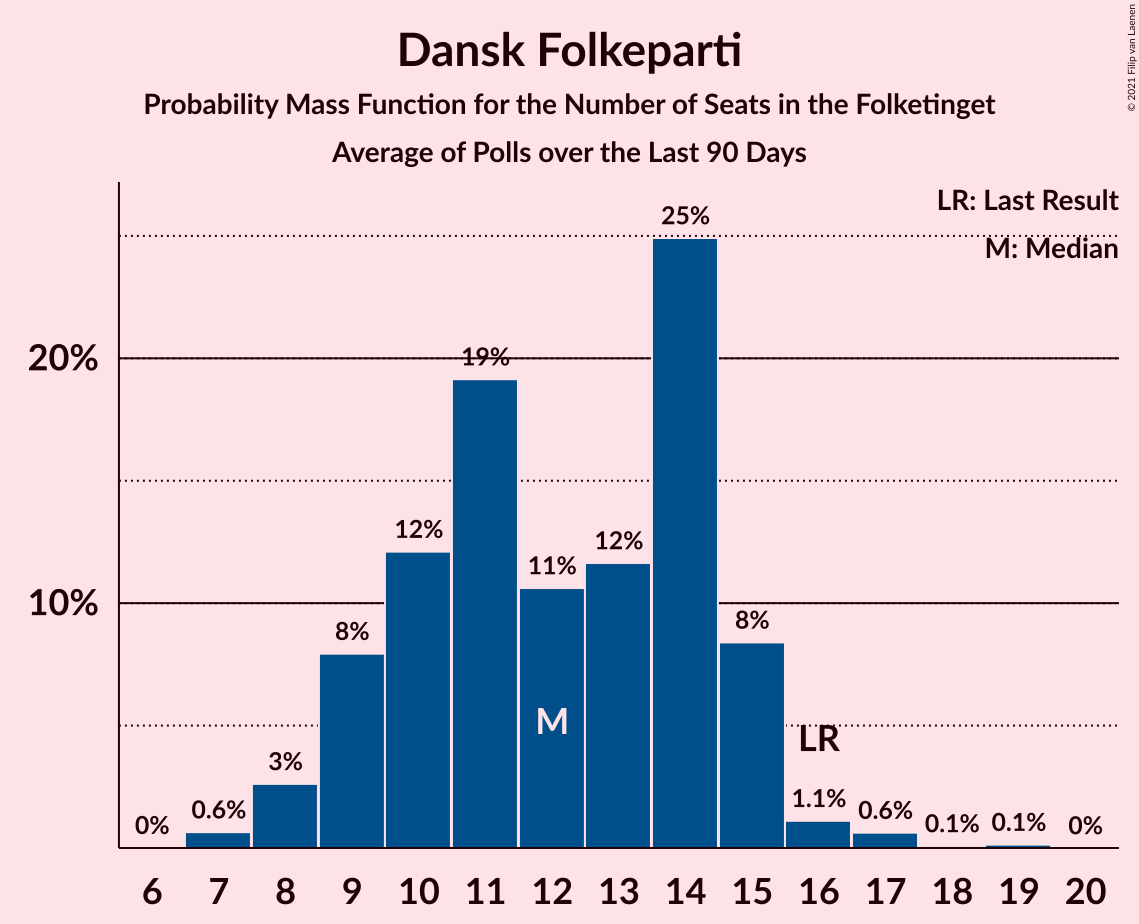 Dansk Folkeparti
Probability Mass Function for the Number of Seats in the Folketinget
Average of Polls over the Last 90 Days
© 2021 Filip van Laenen
LR: Last Result
M: Median
20%
10%
0%
0.6%
3%
8%
12%
19%
11%
12%
25%
8%
1.1%
0.6%
0.1%
0.1%
0%
M
LR
6 7 8 9 10 11 12 13 14 15 16 17 18 19 20